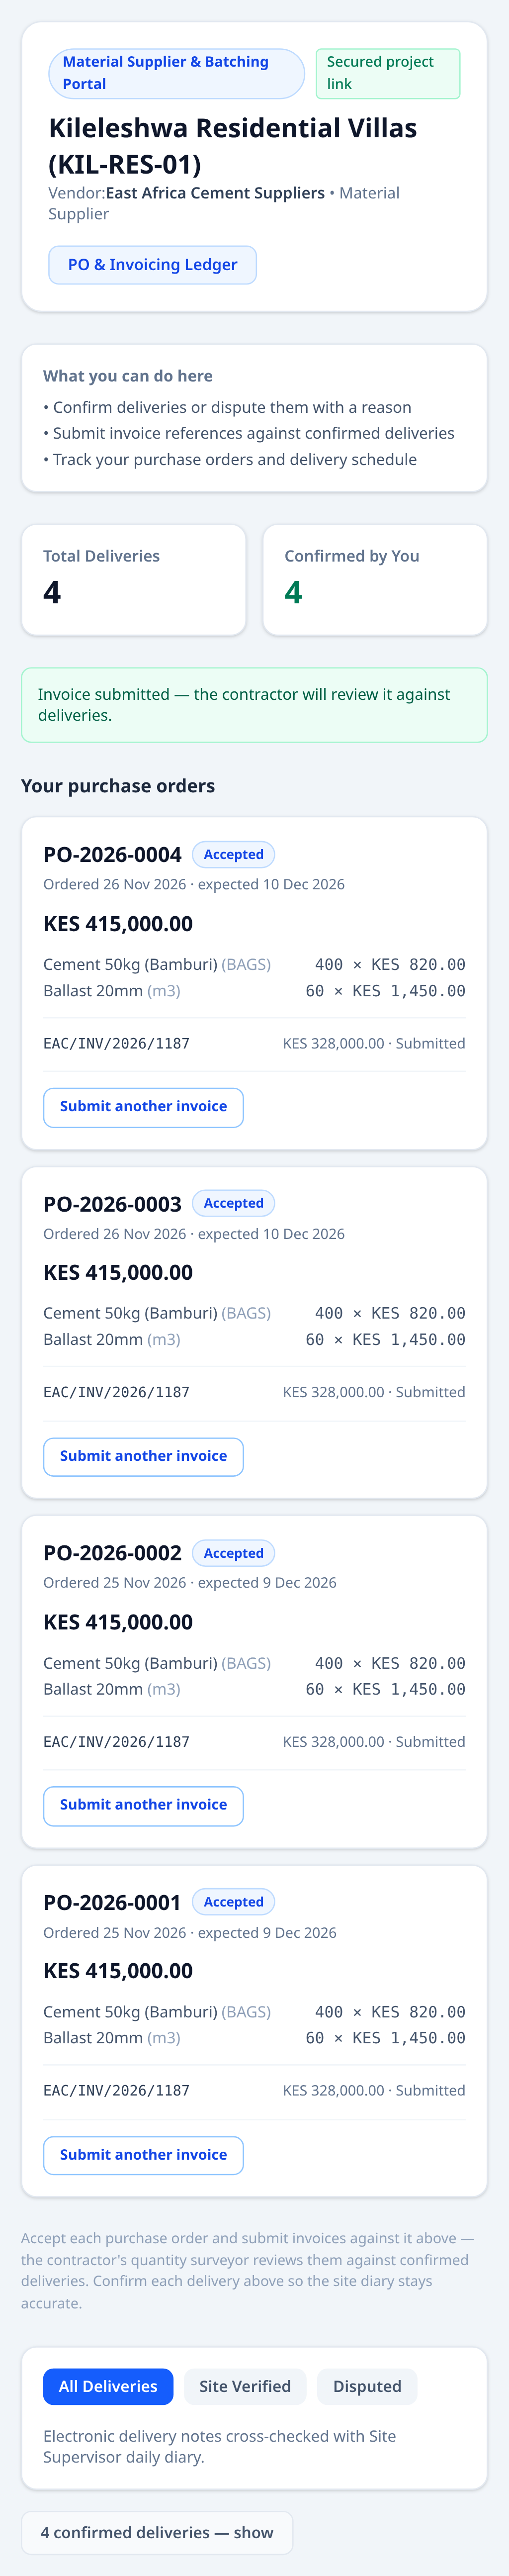 Material Supplier & Batching
Portal
Secured project
link
Kileleshwa Residential Villas
(KIL-RES-01)
Vendor:East Africa Cement Suppliers • Material
Supplier
PO & Invoicing Ledger
What you can do here
• Confirm deliveries or dispute them with a reason
• Submit invoice references against confirmed deliveries
• Track your purchase orders and delivery schedule
Total Deliveries
4
Confirmed by You
4
Invoice submitted — the contractor will review it against
deliveries.
Your purchase orders
PO-2026-0004 Accepted
Ordered 26 Nov 2026 · expected 10 Dec 2026
KES 415,000.00
Cement 50kg (Bamburi) (BAGS) 400 × KES 820.00
Ballast 20mm (m3) 60 × KES 1,450.00
EAC/INV/2026/1187 KES 328,000.00 · Submitted
Submit another invoice
PO-2026-0003 Accepted
Ordered 26 Nov 2026 · expected 10 Dec 2026
KES 415,000.00
Cement 50kg (Bamburi) (BAGS) 400 × KES 820.00
Ballast 20mm (m3) 60 × KES 1,450.00
EAC/INV/2026/1187 KES 328,000.00 · Submitted
Submit another invoice
PO-2026-0002 Accepted
Ordered 25 Nov 2026 · expected 9 Dec 2026
KES 415,000.00
Cement 50kg (Bamburi) (BAGS) 400 × KES 820.00
Ballast 20mm (m3) 60 × KES 1,450.00
EAC/INV/2026/1187 KES 328,000.00 · Submitted
Submit another invoice
PO-2026-0001 Accepted
Ordered 25 Nov 2026 · expected 9 Dec 2026
KES 415,000.00
Cement 50kg (Bamburi) (BAGS) 400 × KES 820.00
Ballast 20mm (m3) 60 × KES 1,450.00
EAC/INV/2026/1187 KES 328,000.00 · Submitted
Submit another invoice
Accept each purchase order and submit invoices against it above —
the contractor's quantity surveyor reviews them against confirmed
deliveries. Confirm each delivery above so the site diary stays
accurate.
All Deliveries Site Verified Disputed
Electronic delivery notes cross-checked with Site
Supervisor daily diary.
4 confirmed deliveries — show